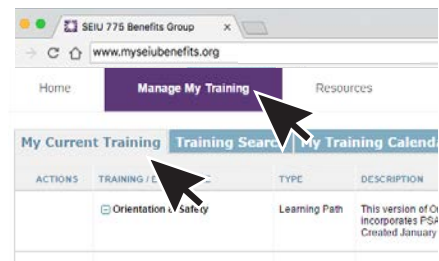 SEIU 775 Benefits Group x
www.myseiubenefits.org
Home Manage My Training Resources
My Current Training Training Search My Training Calend
ACTIONS TRAINING / TYPE DESCRIPTION
Orientation & Safety Learning Path This version of O
incorporates PSA
Created January